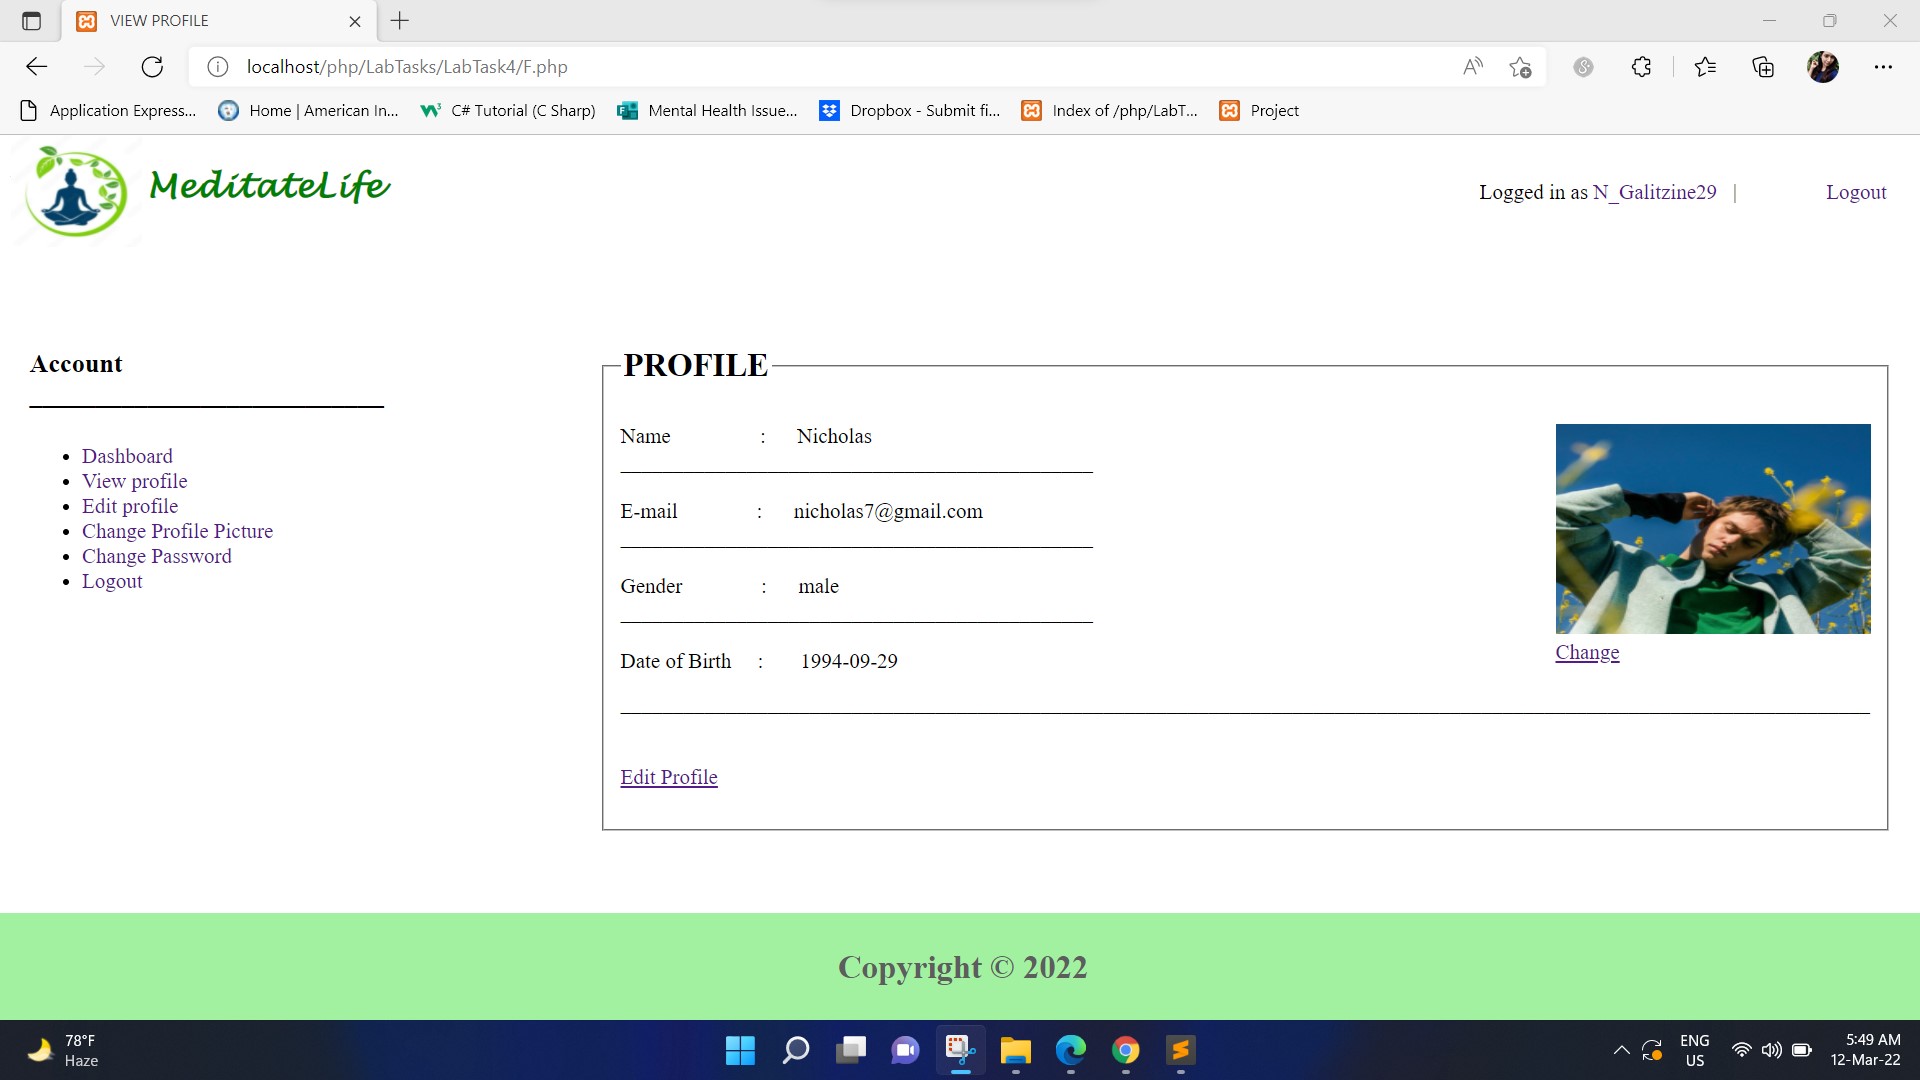 VIEW PROFILE
localhost/php/LabTasks/LabTask4/F.php
Application Express... Home | American In... C# Tutorial (C Sharp) Mental Health Issue... Dropbox - Submit fi... Index of /php/LabT... Project
MeditateLife
Logged in as N_Galitzine29 | Logout
Account
PROFILE
Name : Nicholas
E-mail : nicholas7@gmail.com
Gender : male
Date of Birth : 1994-09-29
Dashboard
View profile
Edit profile
Change Profile Picture
Change Password
Logout
Change
Edit Profile
Copyright © 2022
78°F
Haze
ENG
US
5:49 AM
12-Mar-22